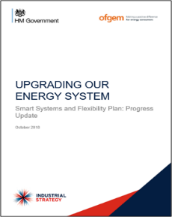 HM Government
ofgem
UPGRADING OUR
ENERGY SYSTEM
Smart Systems and Flexibility Plan: Progress
Update
October 2018
INDUSTRIAL
STRATEGY